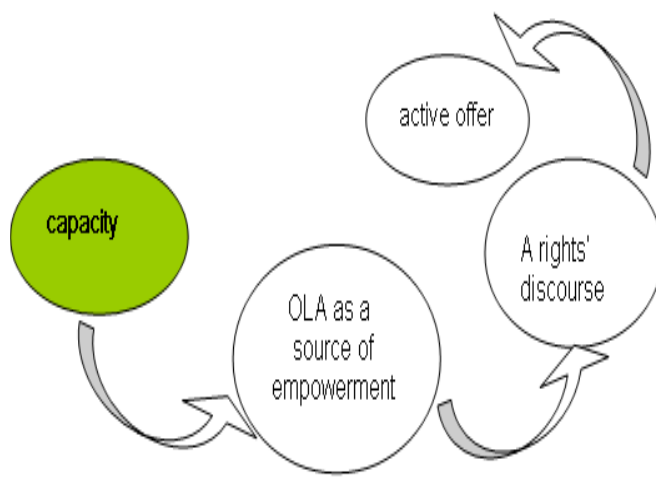 capacity
OLA as a
source of
empowerment
A rights'
discourse
active offer